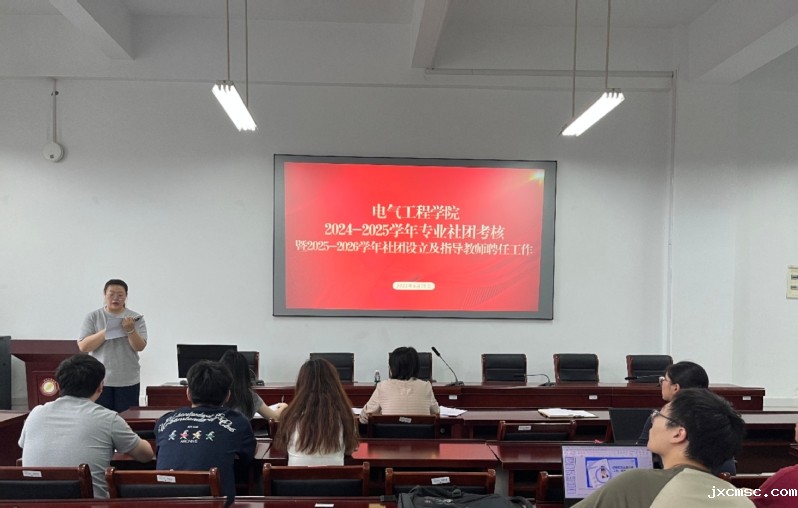 电气工程学院
2024-2025学年专业社团考核
暨2025-2026学年社团设立及指导教师聘任工作
jxcmsc.com